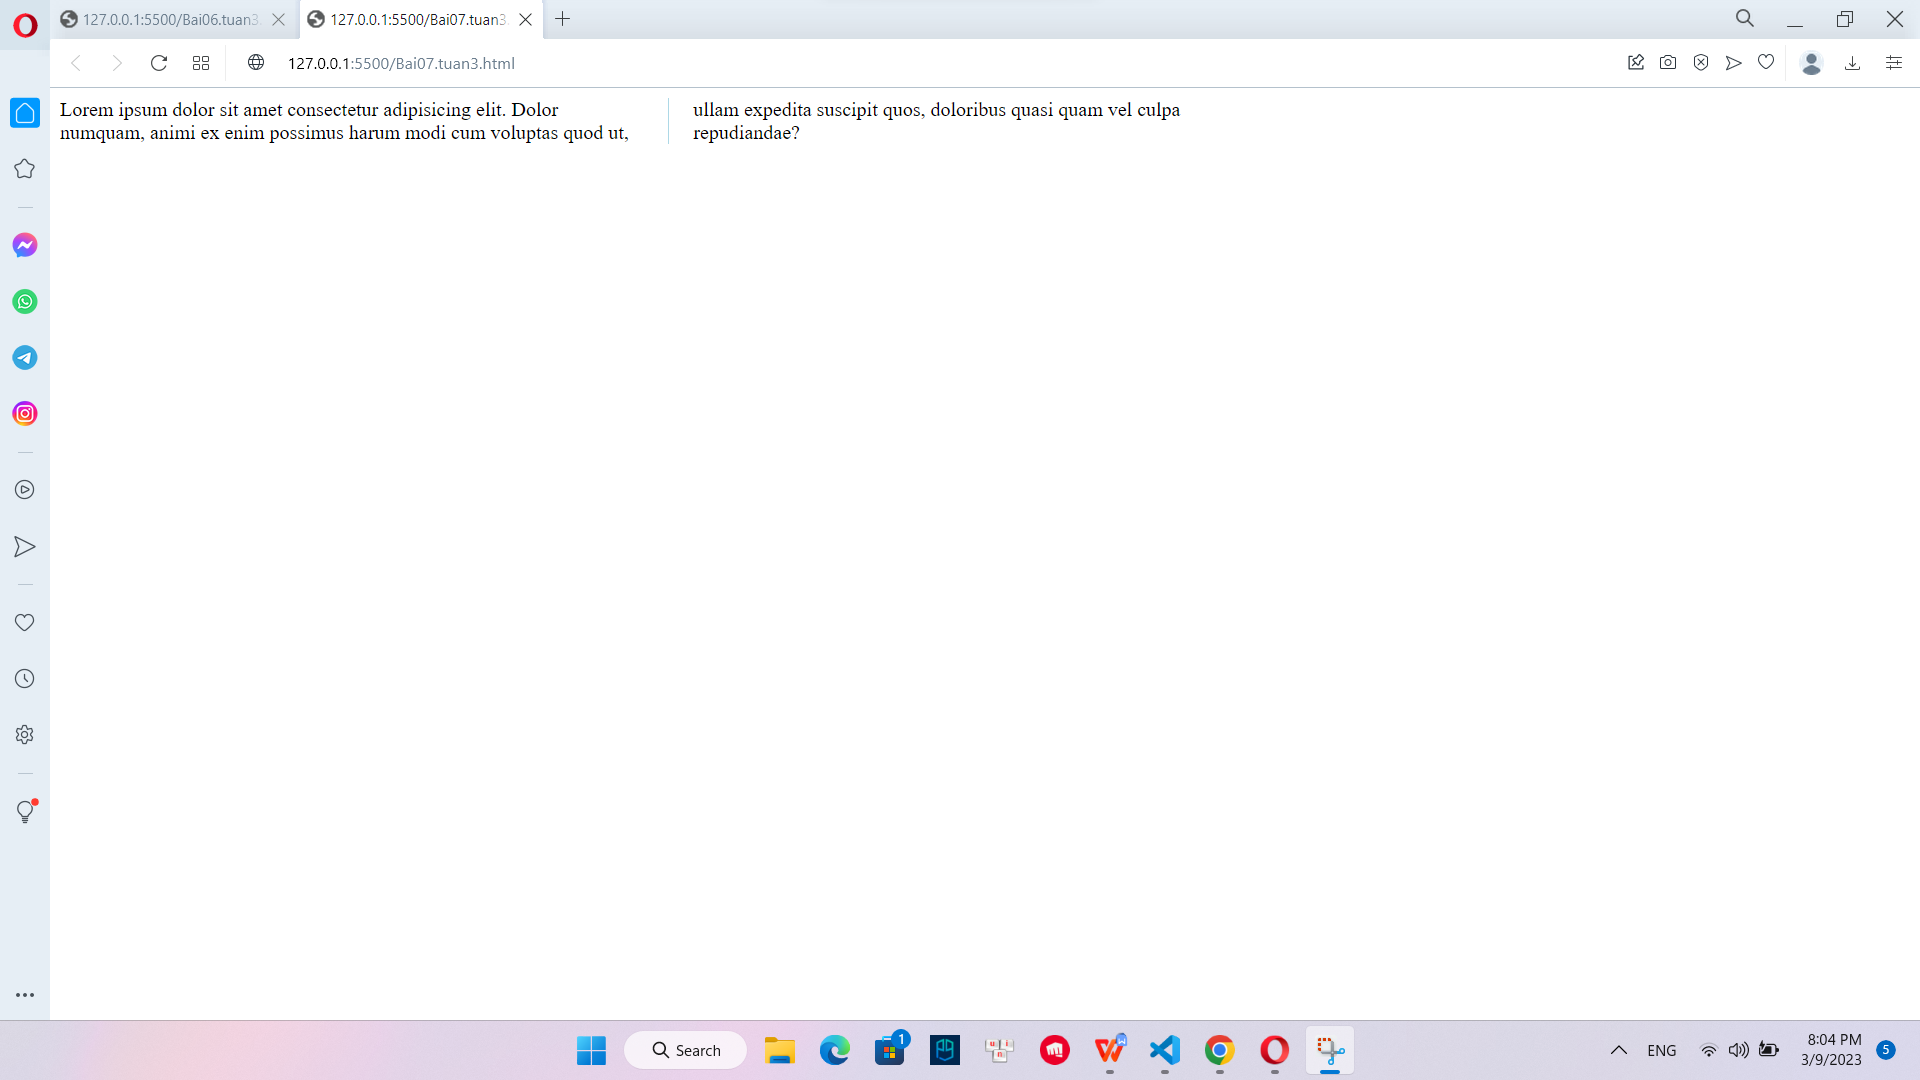 127.0.0.1:5500/Bai06.tuan3.
127.0.0.1:5500/Bai07.tuan3.
127.0.0.1:5500/Bai07.tuan3.html
Lorem ipsum dolor sit amet consectetur adipisicing elit. Dolor
numquam, animi ex enim possimus harum modi cum voluptas quod ut,
ullam expedita suscipit quos, doloribus quasi quam vel culpa
repudiandae?
Search
1
ENG
8:04 PM
3/9/2023
5